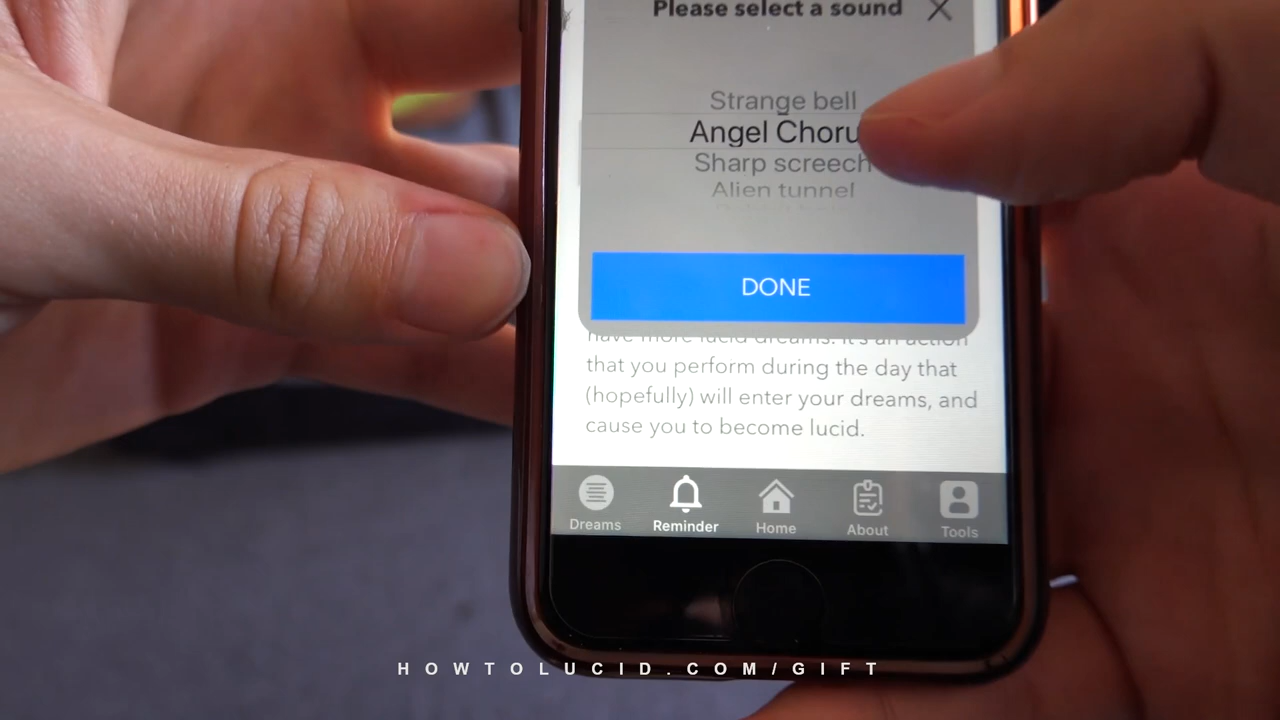 Please select a sound
Strange bell
Angel Choru
Sharp screech
Alien tunnel
DONE
have more lucid dreams. It's an action
that you perform during the day that
(hopefully) will enter your dreams, and
cause you to become lucid.
Dreams
Reminder
Home
About
Tools
HOWTOLUCID.COM/GIFT